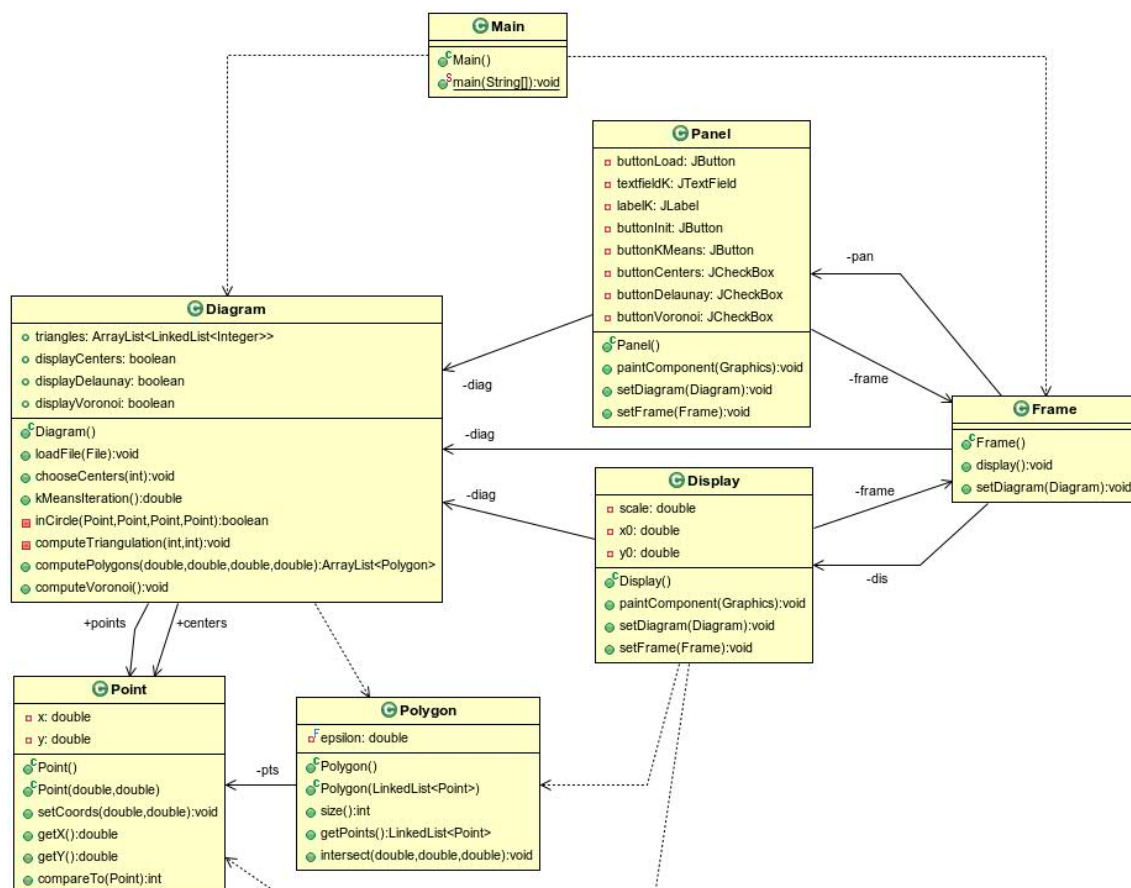 Main
Main()
main(String[]):void
Panel
buttonLoad: JButton
textfieldK: JTextField
labelK: JLabel
buttonInit: JButton
buttonKMeans: JButton
buttonCenters: JCheckBox
buttonDelaunay: JCheckBox
buttonVoronoi: JCheckBox
Panel()
paintComponent(Graphics):void
setDiagram(Diagram):void
setFrame(Frame):void
-pan
-frame
-diag
Diagram
triangles: ArrayList<LinkedList<Integer>>
displayCenters: boolean
displayDelaunay: boolean
displayVoronoi: boolean
Diagram()
loadFile(File):void
chooseCenters(int):void
kMeansIteration():double
inCircle(Point,Point,Point,Point):boolean
computeTriangulation(int,int):void
computePolygons(double,double,double,double):ArrayList<Polygon>
computeVoronoi():void
Frame
Frame()
display():void
setDiagram(Diagram):void
-diag
-diag
-frame
-dis
Display
scale: double
x0: double
y0: double
Display()
paintComponent(Graphics):void
setDiagram(Diagram):void
setFrame(Frame):void
+points
+centers
Point
x: double
y: double
Point()
Point(double,double)
setCoords(double,double):void
getX():double
getY():double
compareTo(Point):int
-pts
Polygon
epsilon: double
Polygon()
Polygon(LinkedList<Point>)
size():int
getPoints():LinkedList<Point>
intersect(double,double,double):void